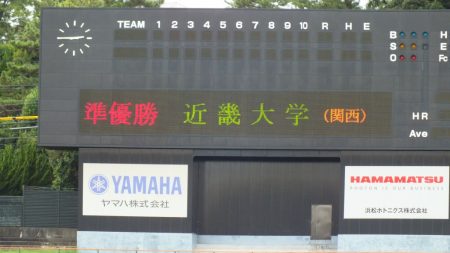 TEAM 1 2 3 4 5 6 7 8 9 10 R H E
B H
S E
O Fc
準優勝 近畿大学 (関西)
HR
Ave
YAMAHA
ヤマハ株式会社
HAMAMATSU
PHOTON IS OUR BUSINESS
浜松ホトニクス株式会社